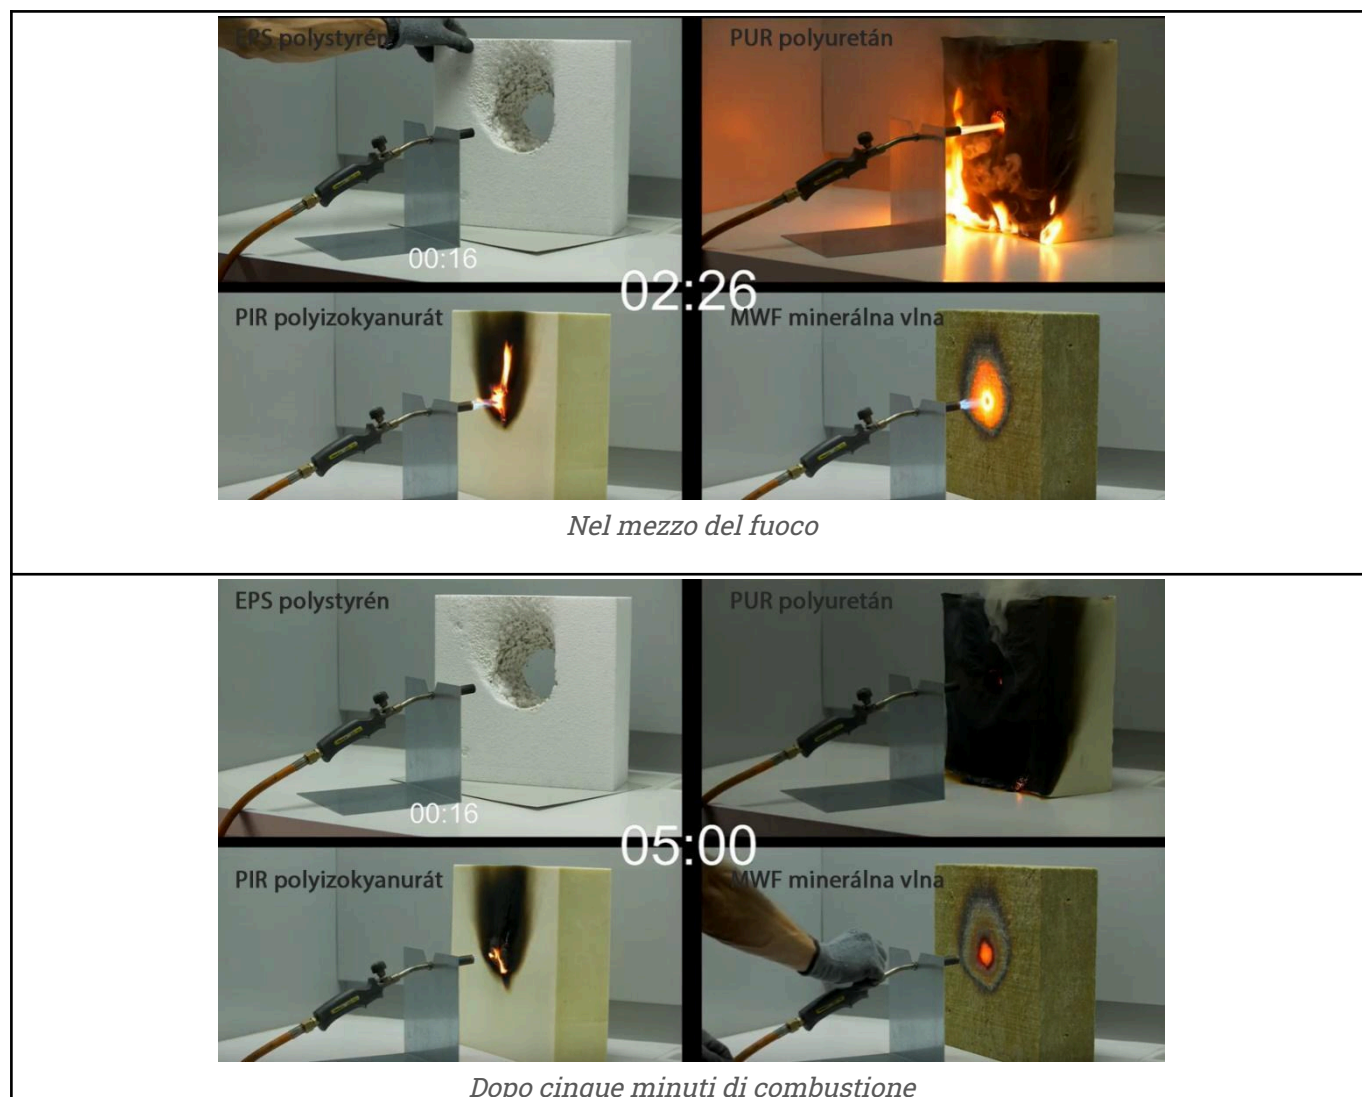 EPS polystyrén
PUR polyuretán
00:16
02:26
PIR polyizokyanurát
MWF minerálna vlna
Nel mezzo del fuoco
EPS polystyrén
PUR polyuretán
00:16
05:00
PIR polyizokyanurát
MWF minerálna vlna
Dopo cinque minuti di combustione